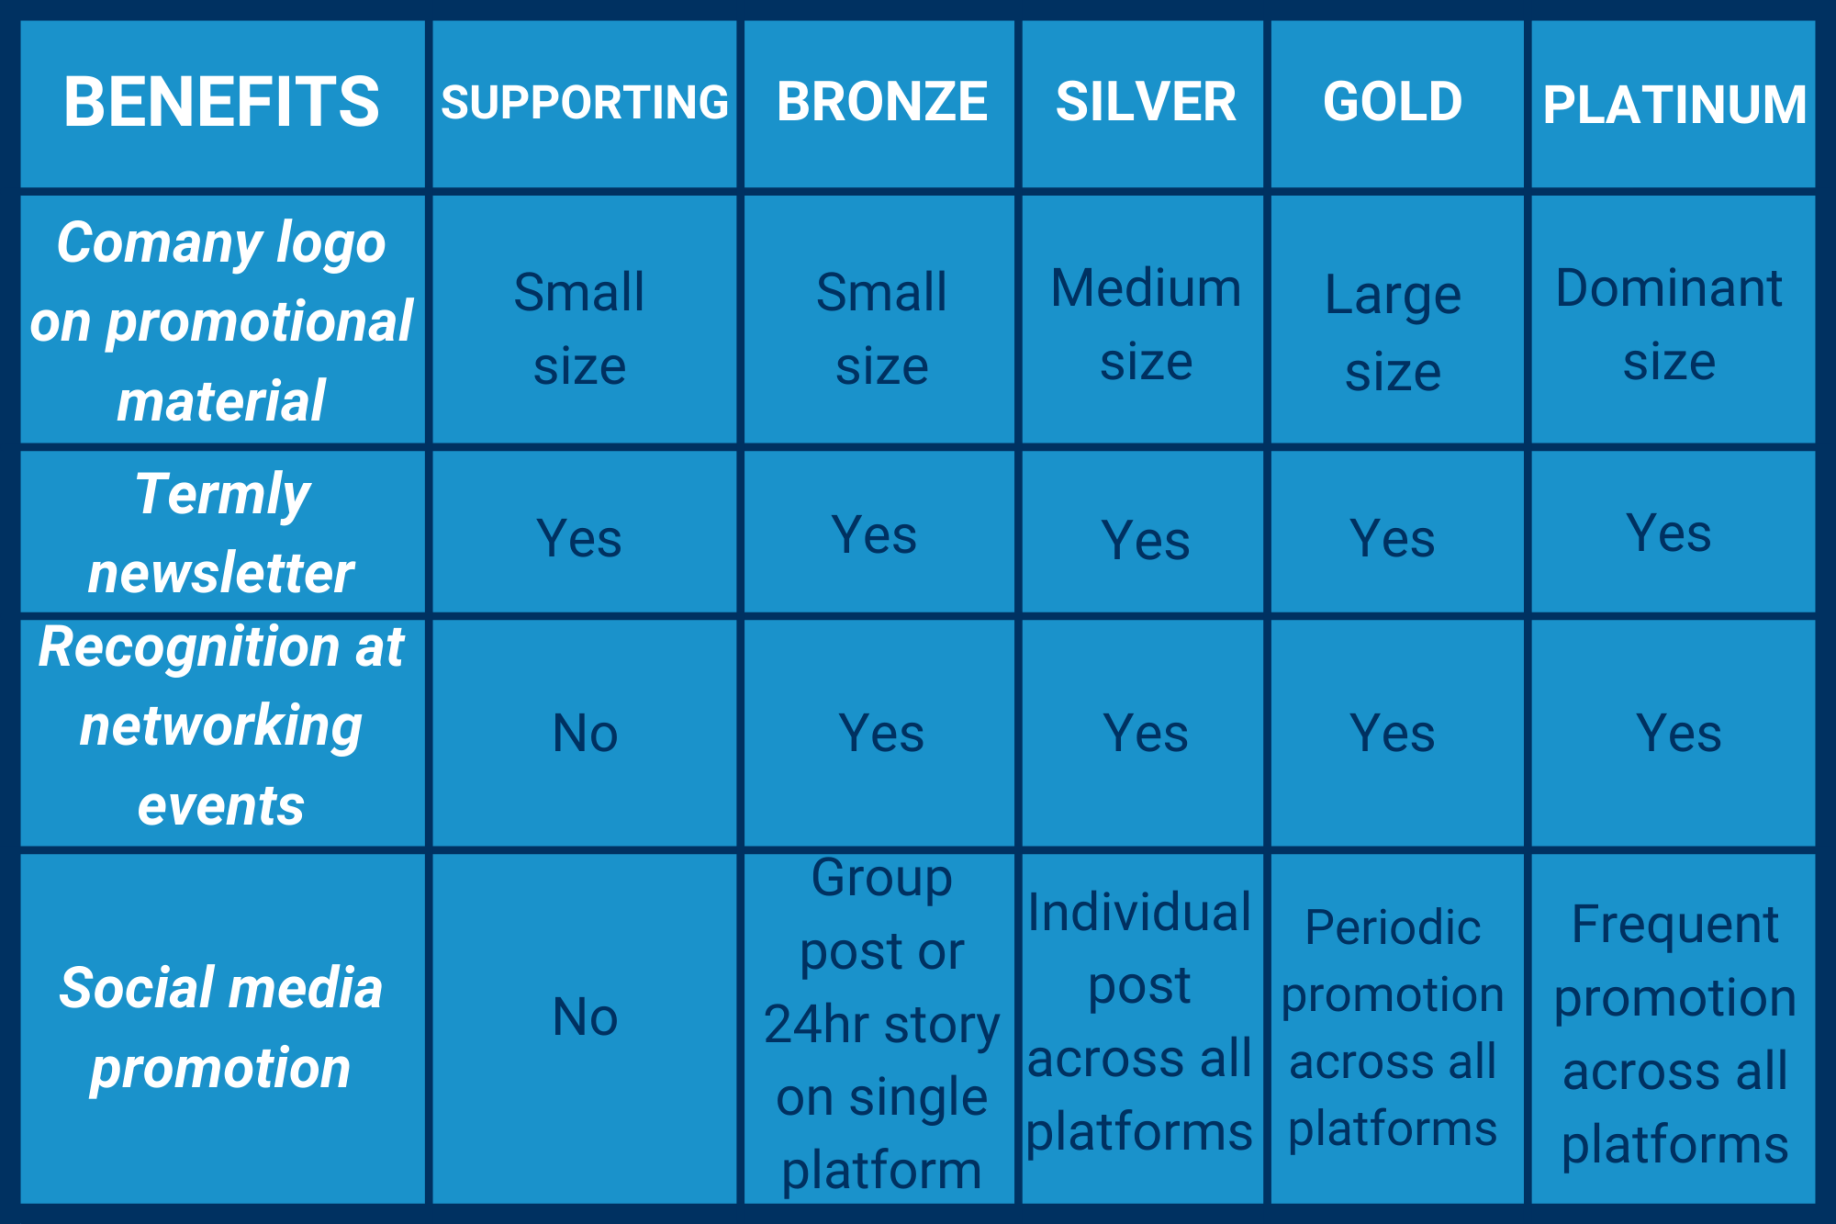 BENEFITS
SUPPORTING
BRONZE
SILVER
GOLD
PLATINUM
Comany logo
on promotional
material
Small
size
Small
size
Medium
size
Large
size
Dominant
size
Termly
newsletter
Yes
Yes
Yes
Yes
Yes
Recognition at
networking
events
No
Yes
Yes
Yes
Yes
Social media
promotion
No
Group
post or
24hr story
on single
platform
Individual
post
across all
platforms
Periodic
promotion
across all
platforms
Frequent
promotion
across all
platforms